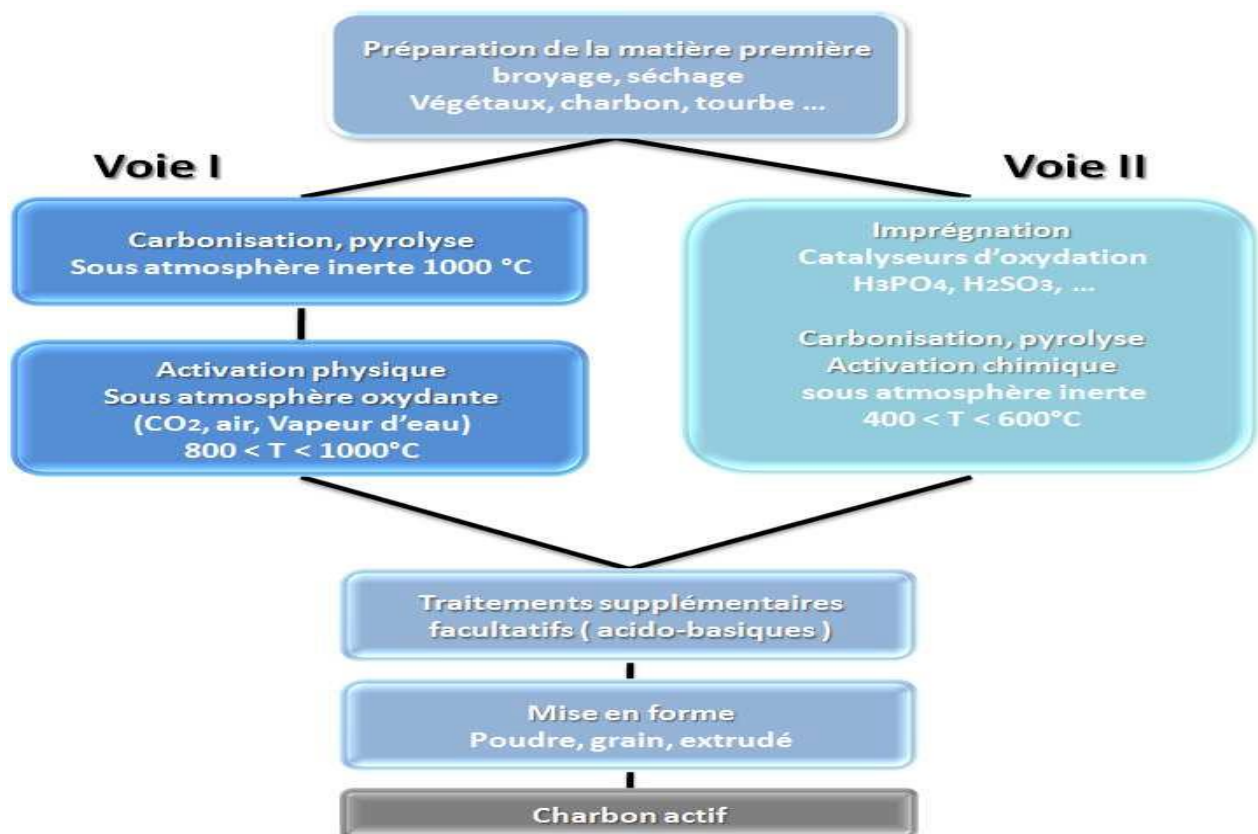 Préparation de la matière première
broyage, séchage
Végétaux, charbon, tourbe ...
Voie I
Voie II
Carbonisation, pyrolyse
Sous atmosphère inerte 1000 °C
Activation physique
Sous atmosphère oxydante
(CO2, air, Vapeur d'eau)
800 < T < 1000°C
Imprégnation
Catalyseurs d'oxydation
H3PO4, H2SO3, ...
Carbonisation, pyrolyse
Activation chimique
sous atmosphère inerte
400 < T < 600°C
Traitements supplémentaires
facultatifs ( acido-basiques )
Mise en forme
Poudre, grain, extrudé
Charbon actif